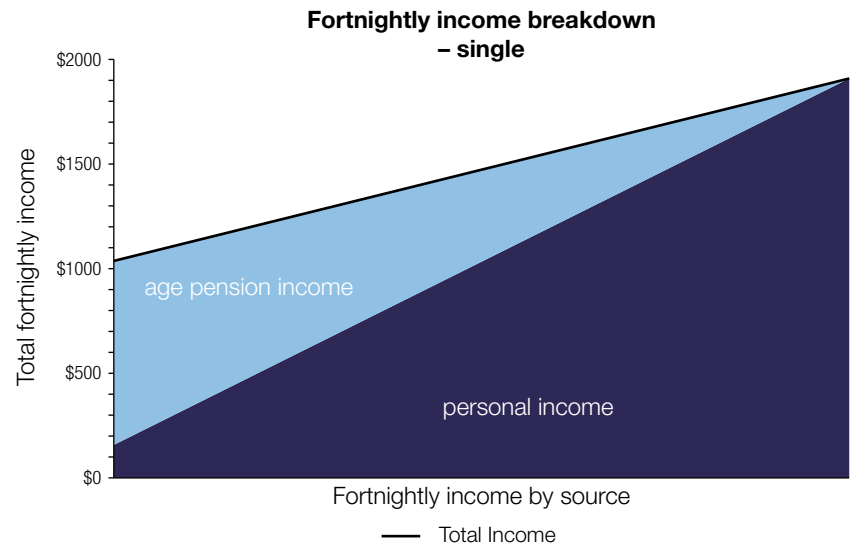 Fortnightly income breakdown
– single
$2000
$1500
$1000
$500
$0
Total fortnightly income
age pension income
personal income
Fortnightly income by source
Total Income